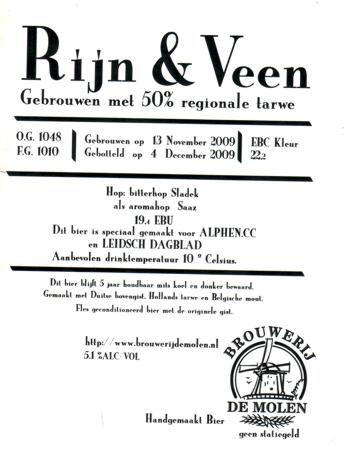 Rijn & Veen
Gebrouwen met 50% regionale tarwe
O.G. 1048
F.G. 1010
Gebrouwen op 13 November 2009
Gebotteld op 4 December 2009
EBC Kleur
22.2
Hop: bitterhop Sladek
als aromahop Saaz
19.4 EBU
Dit bier is speciaal gemaakt voor ALPHEN.CC
en LEIDSCH DAGBLAD
Aanbevolen drinktemperatuur 10 ° Celsius.
Dit bier blijft 5 jaar houdbaar mits koel en donker bewaard.
Gemaakt met Duitse bovengist. Hollands tarwe en Belgische mout.
Fles geconditioneerd bier met de originele gist.
http://www.brouwerijdemolen.nl
5.1 %ALC/VOL
BROUWERIJ
DE MOLEN
Handgemaakt Bier
geen statiegeld